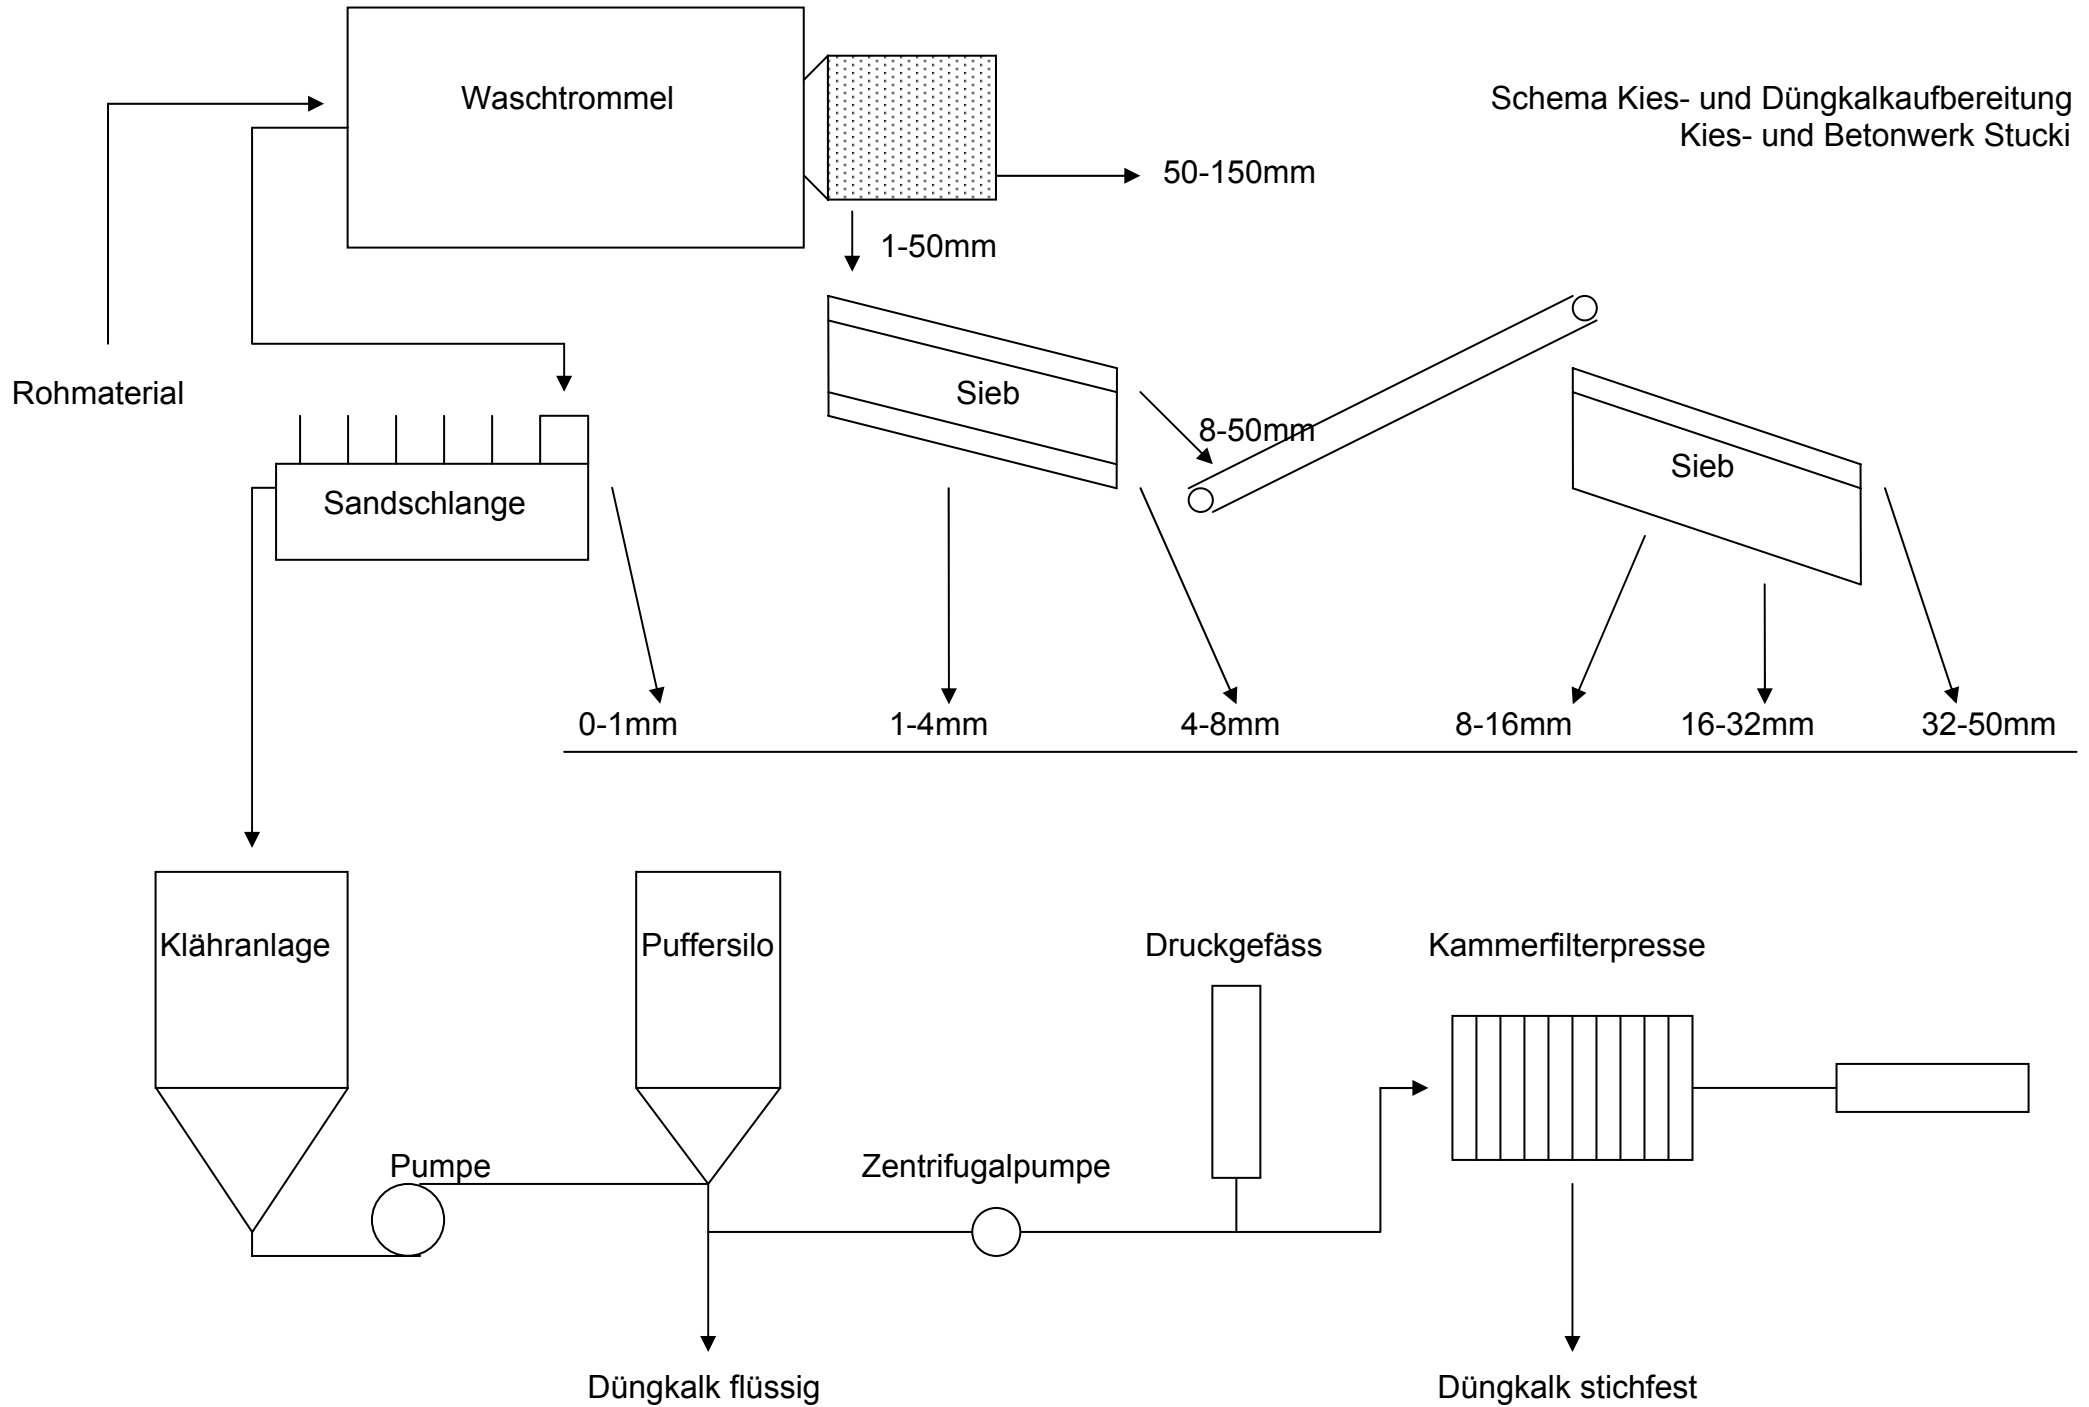 Waschtrommel
Schema Kies- und Düngkalkaufbereitung
Kies- und Betonwerk Stucki
50-150mm
1-50mm
Rohmaterial
Sieb
8-50mm
Sieb
Sandschlange
0-1mm
1-4mm
4-8mm
8-16mm
16-32mm
32-50mm
Klähranlage
Puffersilo
Druckgefäss
Kammerfilterpresse
Pumpe
Zentrifugalpumpe
Düngkalk flüssig
Düngkalk stichfest